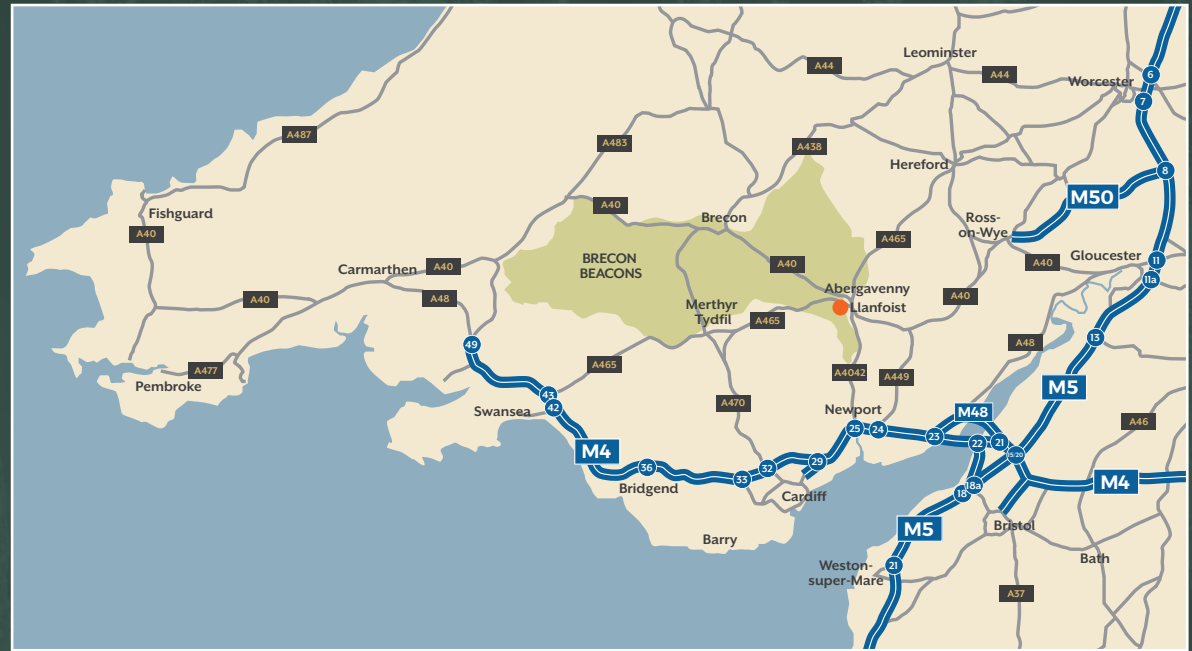 Leominster
A44
A44
Worcester
6
7
A487
A483
A438
Hereford
8
M50
Fishguard
A40
A40
Brecon
Ross-
on-Wye
A465
A40
Gloucester
11
11a
BRECON
BEACONS
A40
Carmarthen
A40
A48
A40
Abergavenny
Llanfoist
A40
Merthyr
Tydfil
A465
A48
13
49
A465
A477
Pembroke
A4042
A449
M5
43
42
Swansea
A470
Newport
M48
A46
25
24
23
22
21
15/20
M4
36
Bridgend
33
32
29
Cardiff
18a
18
M4
M5
Bristol
Barry
Bath
Weston-
super-Mare
21
A37